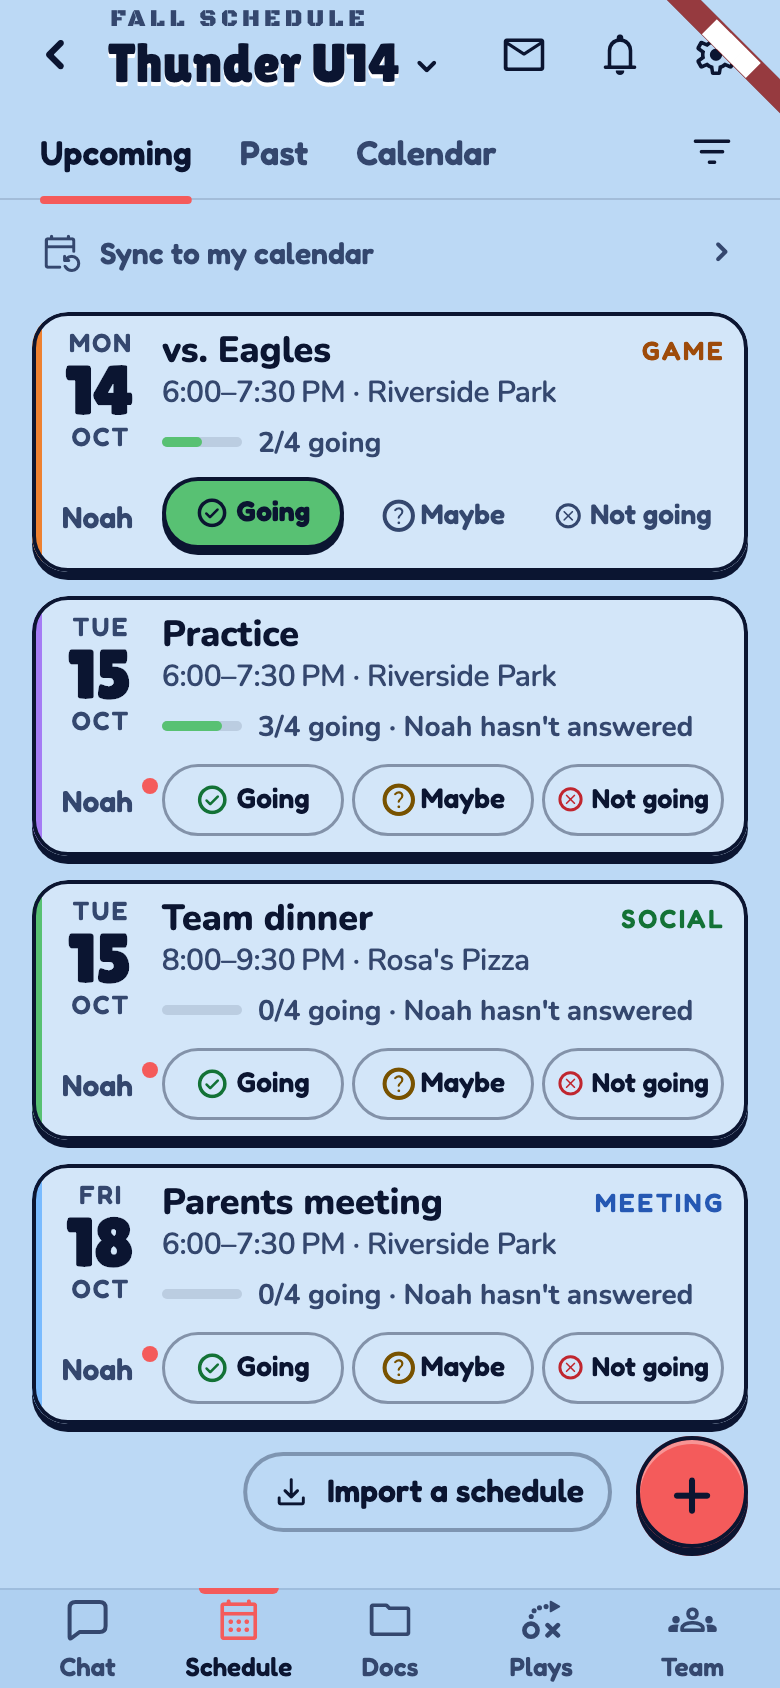 FALL SCHEDULE
Thunder U14
Upcoming Past Calendar
Sync to my calendar
MON
14
OCT
vs. Eagles
GAME
6:00–7:30 PM · Riverside Park
2/4 going
Noah
Going
Maybe
Not going
TUE
15
OCT
Practice
6:00–7:30 PM · Riverside Park
3/4 going · Noah hasn't answered
Noah
Going
Maybe
Not going
TUE
15
OCT
Team dinner
SOCIAL
8:00–9:30 PM · Rosa's Pizza
0/4 going · Noah hasn't answered
Noah
Going
Maybe
Not going
FRI
18
OCT
Parents meeting
MEETING
6:00–7:30 PM · Riverside Park
0/4 going · Noah hasn't answered
Noah
Going
Maybe
Not going
Import a schedule
Chat Schedule Docs Plays Team